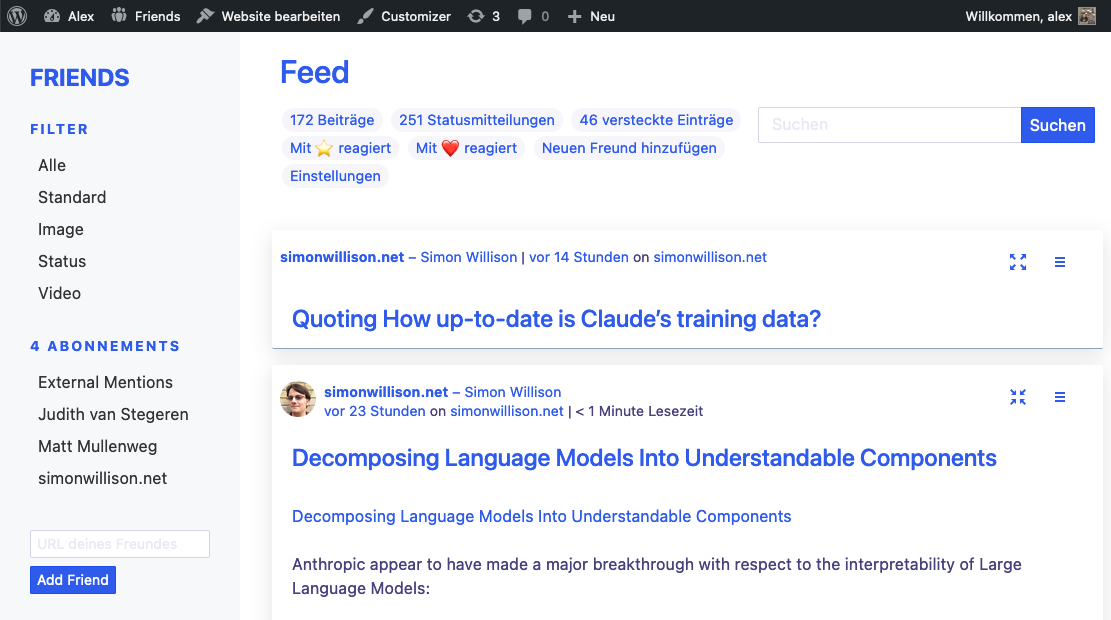 Alex Friends Website bearbeiten Customizer 3 0 Neu Willkommen, alex
FRIENDS
FILTER
Alle
Standard
Image
Status
Video
4 ABONNEMENTS
External Mentions
Judith van Stegeren
Matt Mullenweg
simonwillison.net
URL deines Freundes
Add Friend
Feed
172 Beiträge 251 Statusmitteilungen 46 versteckte Einträge
Mit ⭐ reagiert Mit ❤️ reagiert Neuen Freund hinzufügen
Einstellungen
Suchen Suchen
simonwillison.net – Simon Willison | vor 14 Stunden on simonwillison.net
Quoting How up-to-date is Claude’s training data?
simonwillison.net – Simon Willison
vor 23 Stunden on simonwillison.net | < 1 Minute Lesezeit
Decomposing Language Models Into Understandable Components
Decomposing Language Models Into Understandable Components
Anthropic appear to have made a major breakthrough with respect to the interpretability of Large
Language Models: